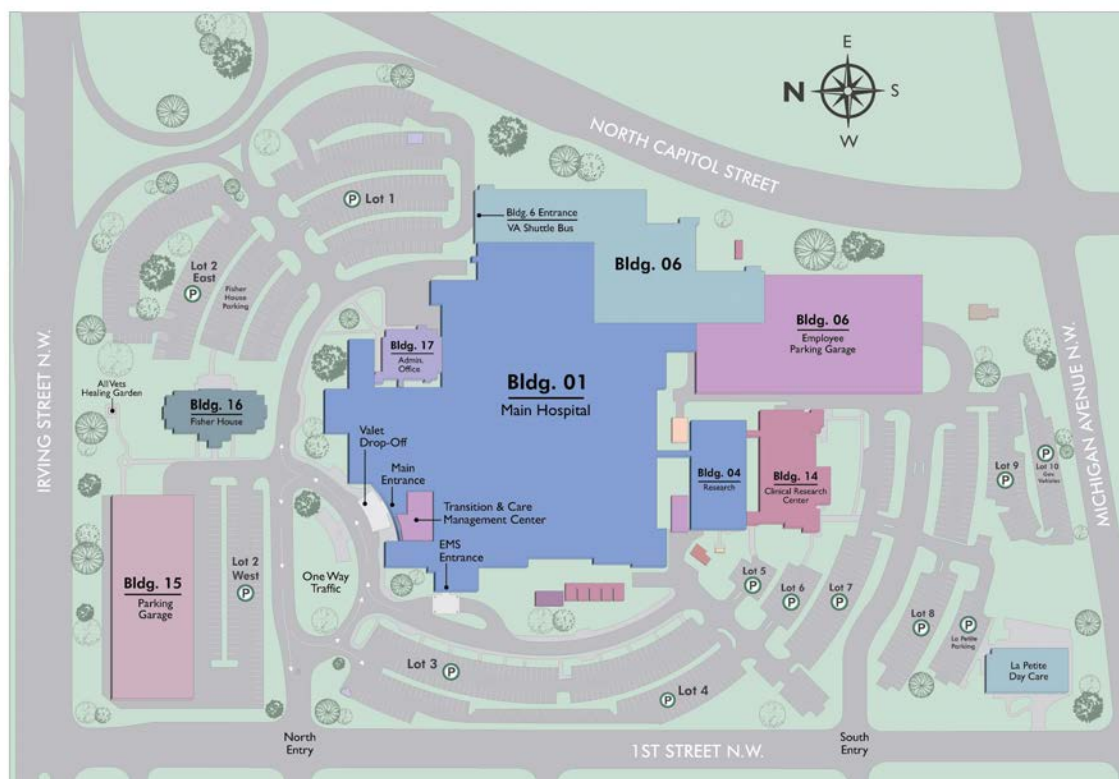 E
N
S
W
NORTH CAPITOL STREET
IRVING STREET N.W.
MICHIGAN AVENUE N.W.
1ST STREET N.W.
P Lot 1
Lot 2
East
P
Fisher
House
Parking
Bldg. 6 Entrance
VA Shuttle Bus
Bldg. 06
Bldg. 06
Employee
Parking Garage
Bldg. 17
Admin.
Office
Bldg. 01
Main Hospital
All Vets
Healing Garden
Bldg. 16
Fisher House
Valet
Drop-Off
Main
Entrance
Transition & Care
Management Center
EMS
Entrance
Bldg. 04
Research
Bldg. 14
Clinical Research
Center
Lot 9
P
P
Lot 10
Gov
Vehicles
Bldg. 15
Parking
Garage
Lot 2
West
P
One Way
Traffic
Lot 3
P
Lot 4
P
Lot 5
P
Lot 6
P
Lot 7
P
Lot 8
P
P
La Petite
Parking
La Petite
Day Care
North
Entry
South
Entry